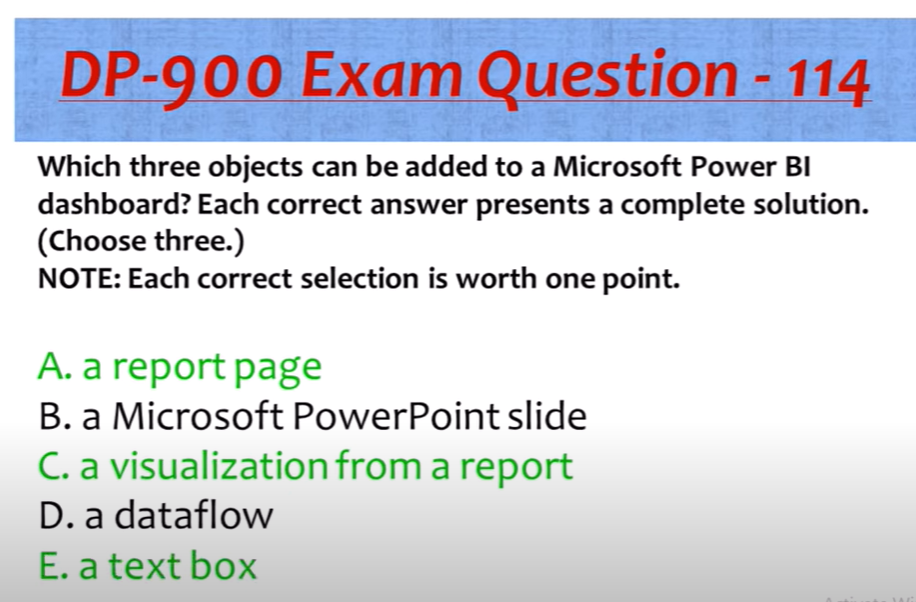 DP-900 Exam Question - 114
Which three objects can be added to a Microsoft Power BI
dashboard? Each correct answer presents a complete solution.
(Choose three.)
NOTE: Each correct selection is worth one point.
A. a report page
B. a Microsoft PowerPoint slide
C. a visualization from a report
D. a dataflow
E. a text box